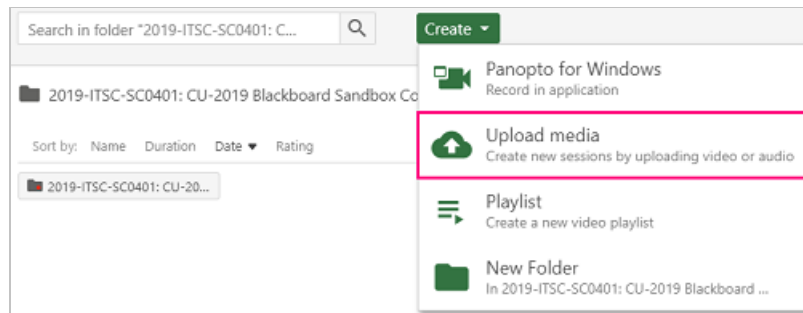 Search in folder "2019-ITSC-SC0401: C...
Create
Panopto for Windows
Record in application
2019-ITSC-SC0401: CU-2019 Blackboard Sandbox Co
Upload media
Create new sessions by uploading video or audio
Sort by: Name Duration Date Rating
2019-ITSC-SC0401: CU-20...
Playlist
Create a new video playlist
New Folder
In 2019-ITSC-SC0401: CU-2019 Blackboard ...